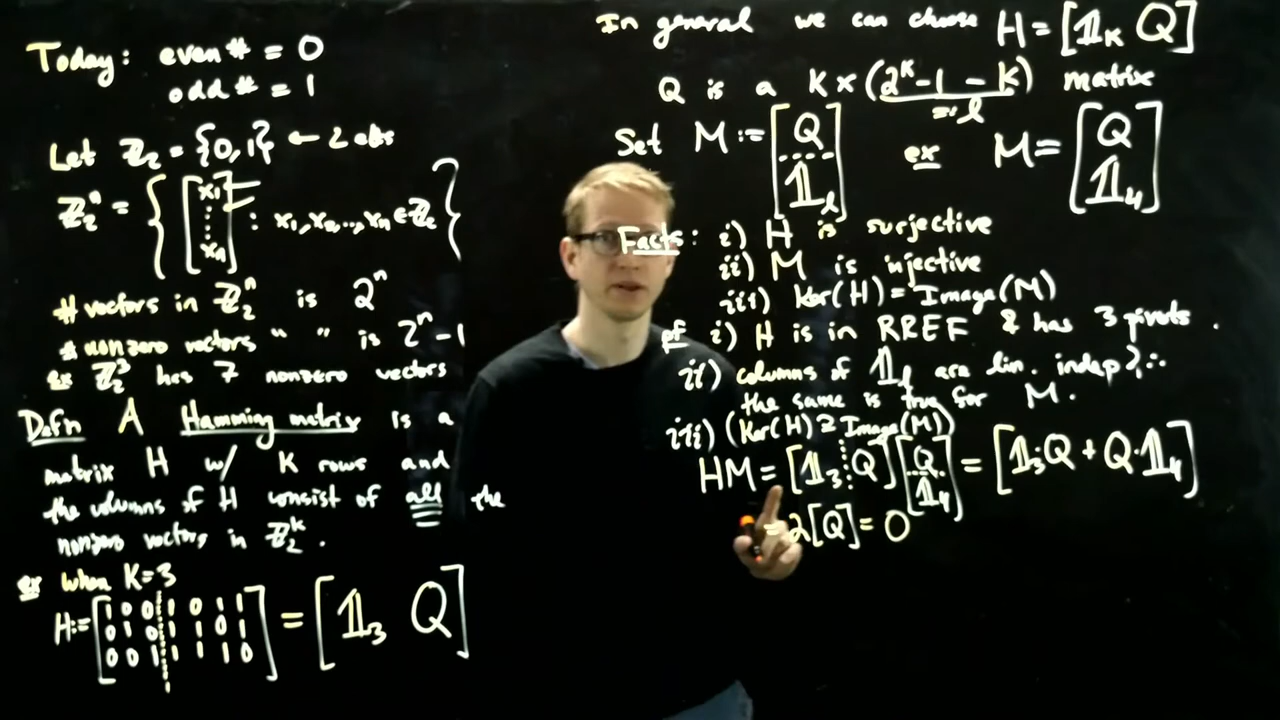 Today: even # = 0
odd # = 1
Let ℤ₂ = {0,1} ← 2 abs
ℤ₂ⁿ = { [x₁ ⋮ xₙ] : x₁, x₂, ..., xₙ ∈ ℤ₂ }
# vectors in ℤ₂ⁿ is 2ⁿ
# nonzero vectors " " is 2ⁿ - 1
ex ℤ₂³ has 7 nonzero vectors
Defn A Hamming matrix is a
matrix H w/ K rows and
the columns of H consist of all the
nonzero vectors in ℤ₂ᴷ.
ex when K=3
H := [1 0 0 ⋮ 1 0 1 1
0 1 0 ⋮ 1 1 0 1
0 0 1 ⋮ 1 1 1 0] = [𝟙₃ Q]
In general we can choose H = [𝟙ₖ Q]
Q is a K × (2ᴷ - 1 - K) matrix
=: l
Set M := [Q
𝟙ₗ] ex M = [Q
𝟙₄]
Facts: i) H is surjective
ii) M is injective
iii) Ker(H) = Image(M)
pf i) H is in RREF & has 3 pivots.
ii) columns of 𝟙ₗ are lin. indep, ∴
the same is true for M.
iii) (Ker(H) ⊇ Image(M))
HM = [𝟙₃ ⋮ Q] [Q
𝟙₄] = [𝟙₃Q + Q·𝟙₄]
= 2[Q] = 0